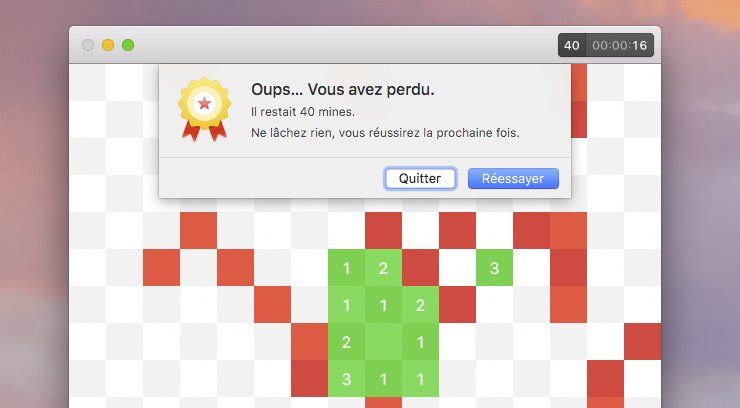 40 00:00:16
Oups... Vous avez perdu.
Il restait 40 mines.
Ne lâchez rien, vous réussirez la prochaine fois.
Quitter Réessayer
1 2 3
1 1 2
2 1
3 1 1